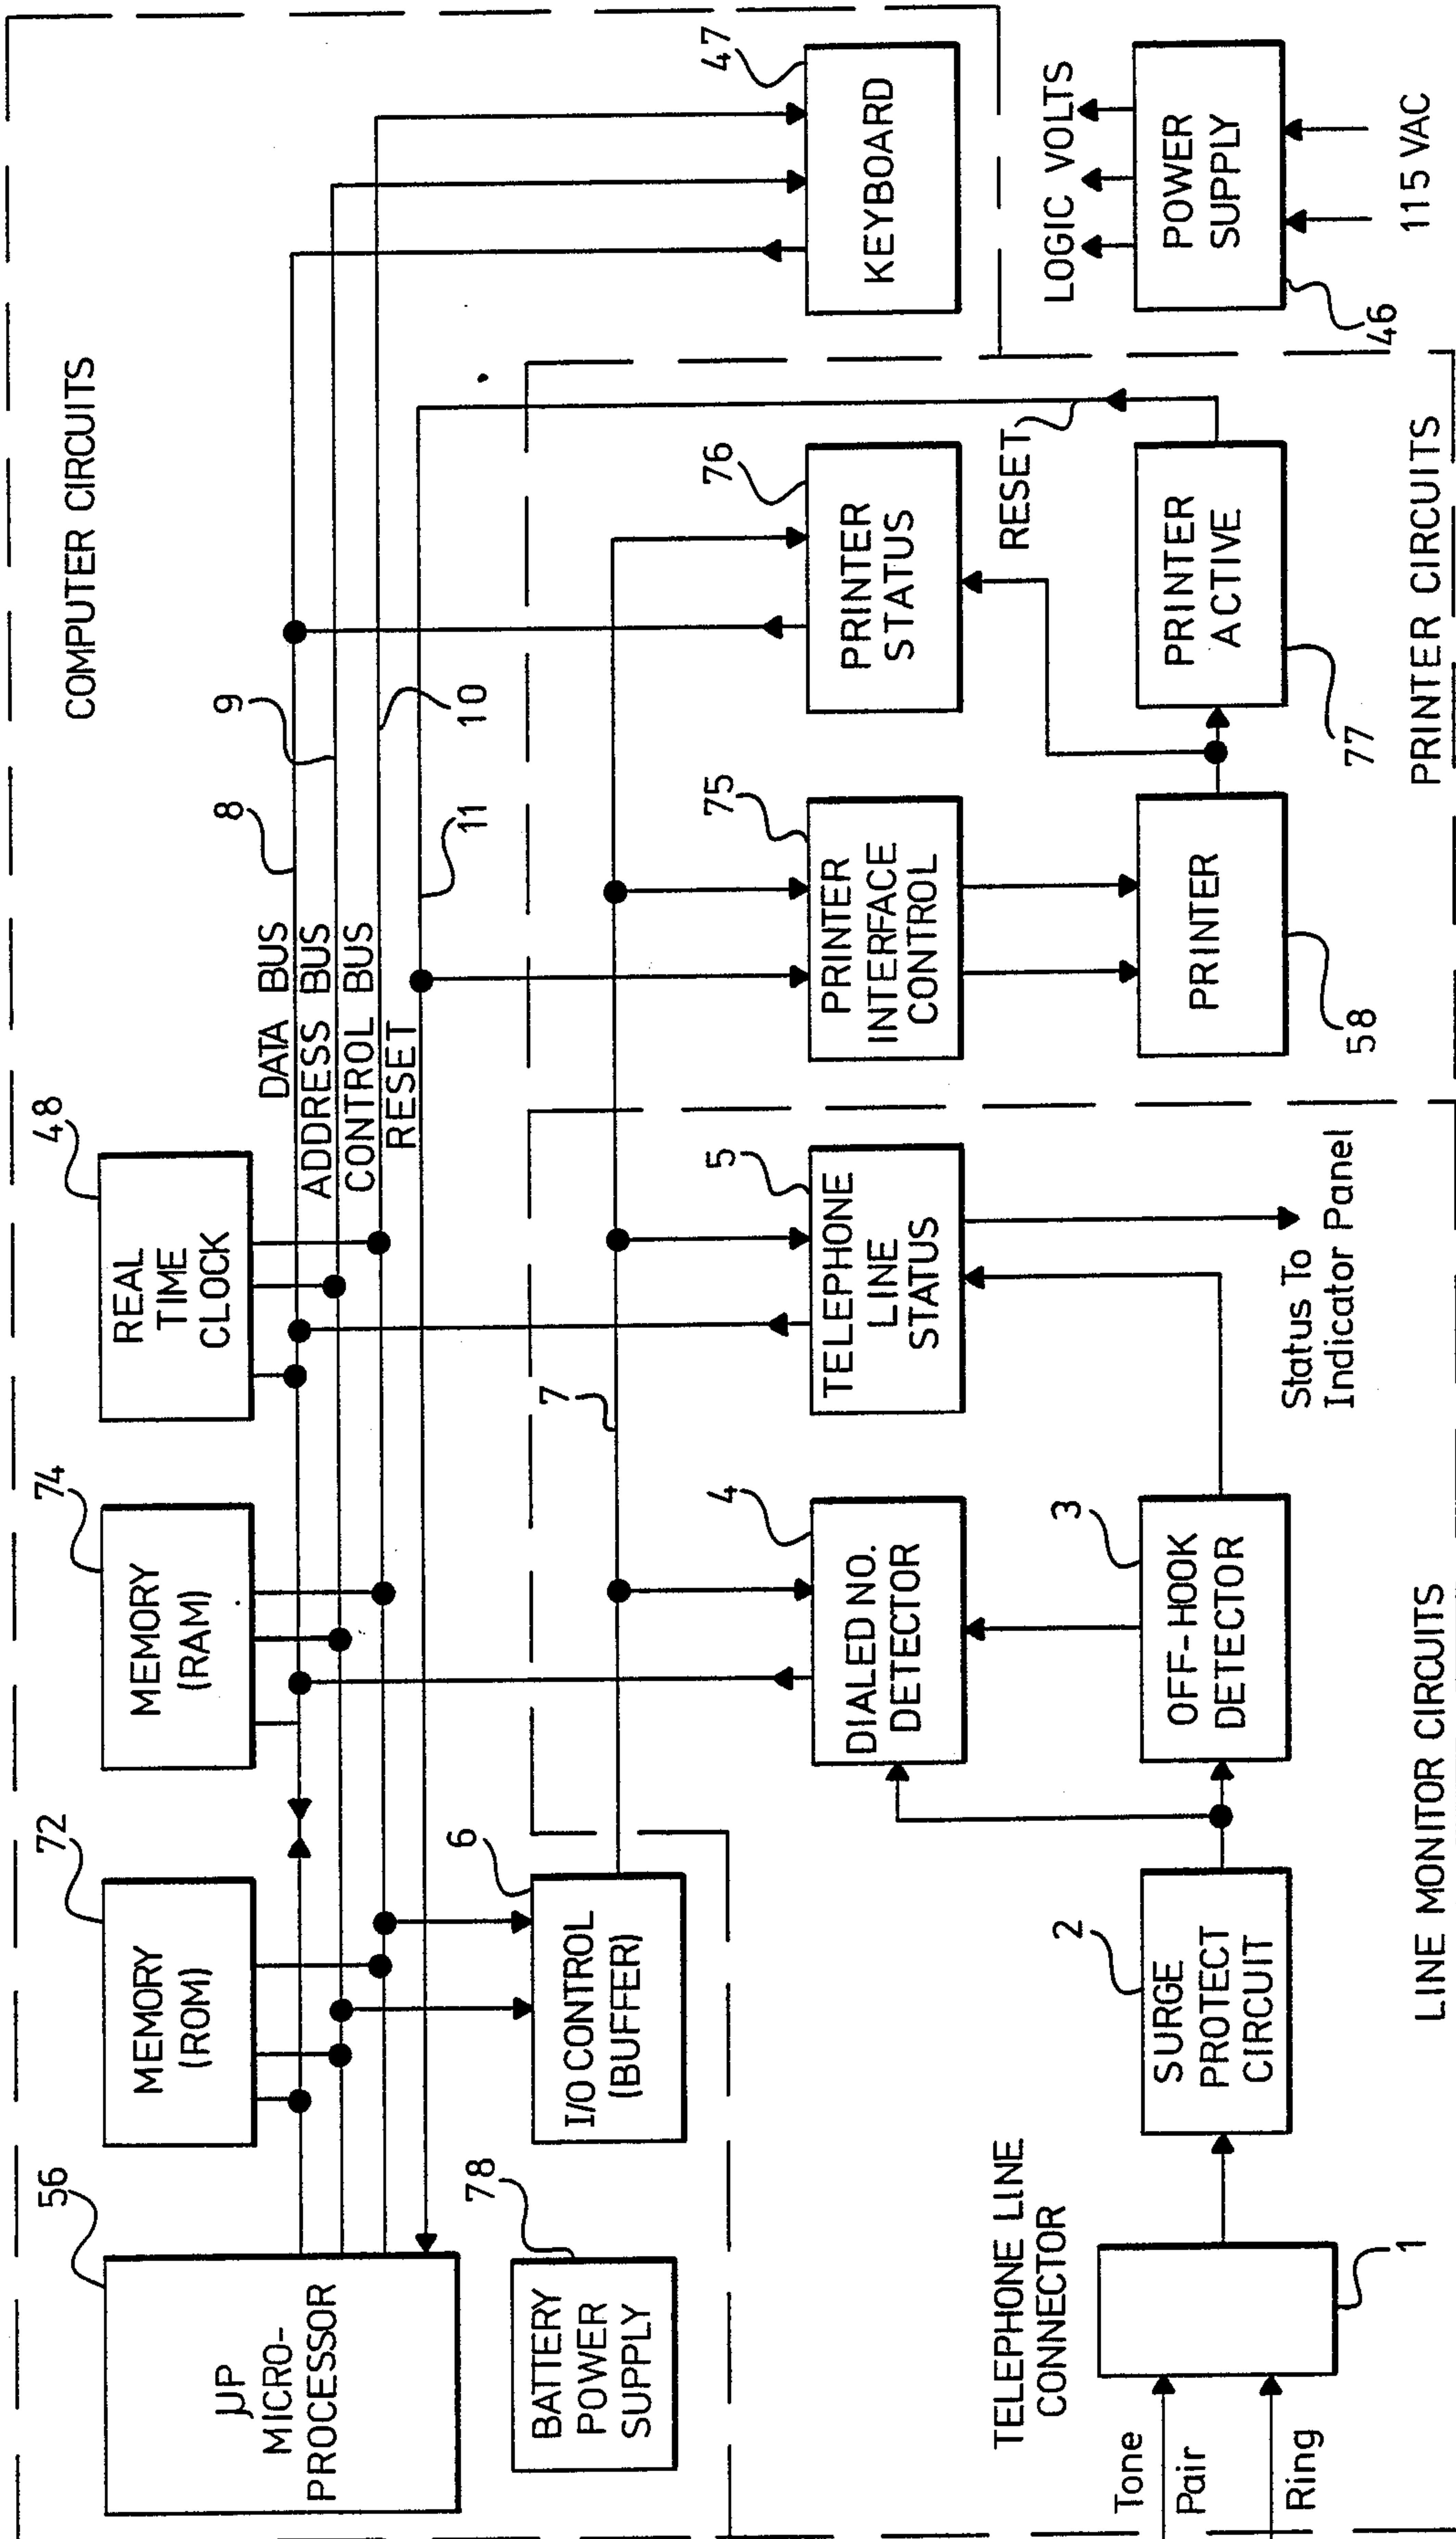 COMPUTER CIRCUITS
56
µP
MICRO-
PROCESSOR
72
MEMORY
(ROM)
74
MEMORY
(RAM)
48
REAL
TIME
CLOCK
DATA BUS
ADDRESS BUS
CONTROL BUS
RESET
8
9
10
11
47
KEYBOARD
78
BATTERY
POWER
SUPPLY
6
I/O CONTROL
(BUFFER)
7
4
DIALED NO.
DETECTOR
5
TELEPHONE
LINE
STATUS
75
PRINTER
INTERFACE
CONTROL
76
PRINTER
STATUS
RESET
LOGIC VOLTS
POWER
SUPPLY
46
115 VAC
TELEPHONE LINE
CONNECTOR
Tone
Pair
Ring
1
2
SURGE
PROTECT
CIRCUIT
3
OFF-HOOK
DETECTOR
Status To
Indicator Panel
PRINTER
58
PRINTER
ACTIVE
77
LINE MONITOR CIRCUITS
PRINTER CIRCUITS